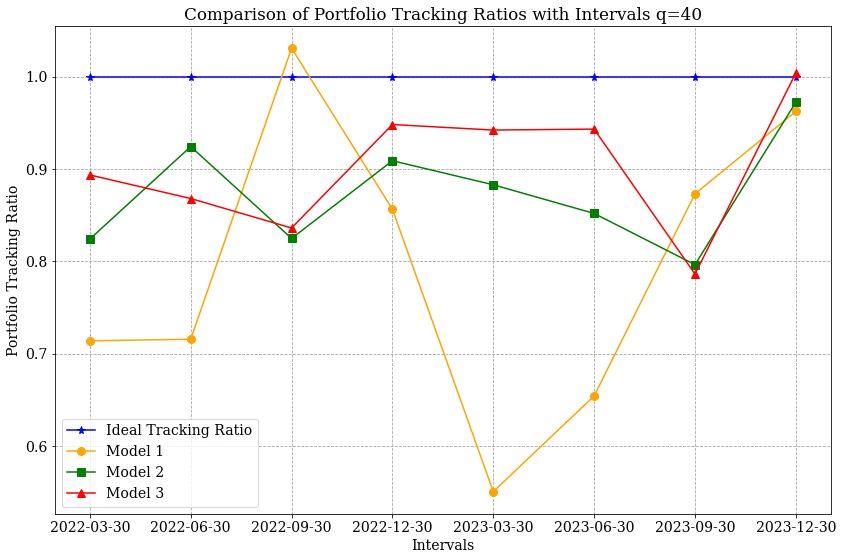 Comparison of Portfolio Tracking Ratios with Intervals q=40
Portfolio Tracking Ratio
1.0
0.9
0.8
0.7
0.6
Ideal Tracking Ratio
Model 1
Model 2
Model 3
2022-03-30 2022-06-30 2022-09-30 2022-12-30 2023-03-30 2023-06-30 2023-09-30 2023-12-30
Intervals